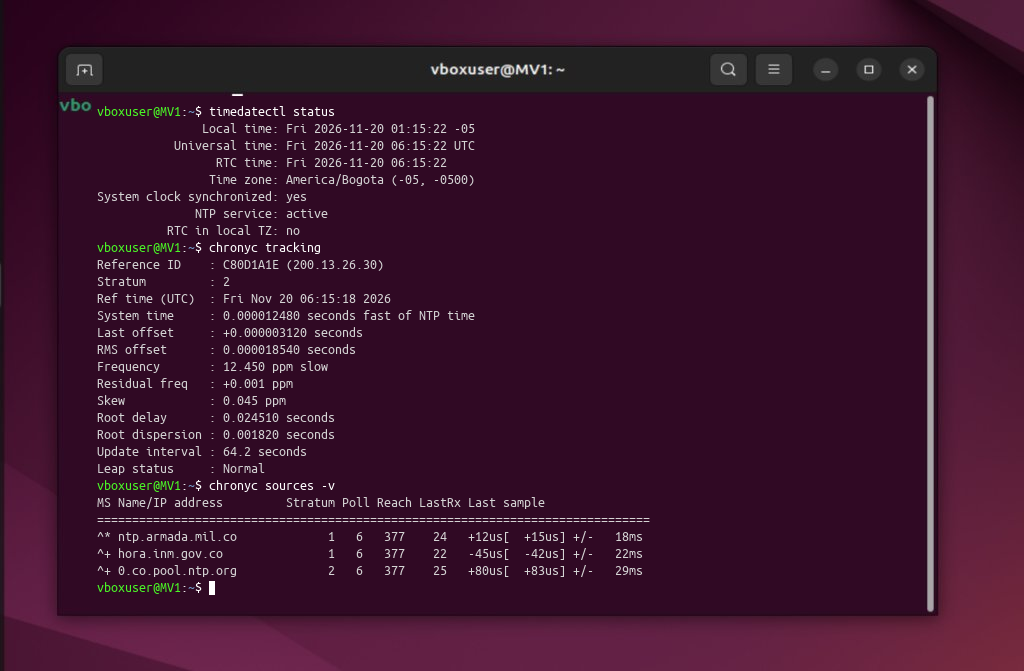 vboxuser@MV1: ~
vbo
vboxuser@MV1:~$ timedatectl status
Local time: Fri 2026-11-20 01:15:22 -05
Universal time: Fri 2026-11-20 06:15:22 UTC
RTC time: Fri 2026-11-20 06:15:22
Time zone: America/Bogota (-05, -0500)
System clock synchronized: yes
NTP service: active
RTC in local TZ: no
vboxuser@MV1:~$ chronyc tracking
Reference ID    : C80D1A1E (200.13.26.30)
Stratum         : 2
Ref time (UTC)  : Fri Nov 20 06:15:18 2026
System time     : 0.000012480 seconds fast of NTP time
Last offset     : +0.000003120 seconds
RMS offset      : 0.000018540 seconds
Frequency       : 12.450 ppm slow
Residual freq   : +0.001 ppm
Skew            : 0.045 ppm
Root delay      : 0.024510 seconds
Root dispersion : 0.001820 seconds
Update interval : 64.2 seconds
Leap status     : Normal
vboxuser@MV1:~$ chronyc sources -v
MS Name/IP address         Stratum Poll Reach LastRx Last sample
===============================================================================
^* ntp.armada.mil.co             1   6   377    24   +12us[  +15us] +/-   18ms
^+ hora.inm.gov.co               1   6   377    22   -45us[  -42us] +/-   22ms
^+ 0.co.pool.ntp.org             2   6   377    25   +80us[  +83us] +/-   29ms
vboxuser@MV1:~$